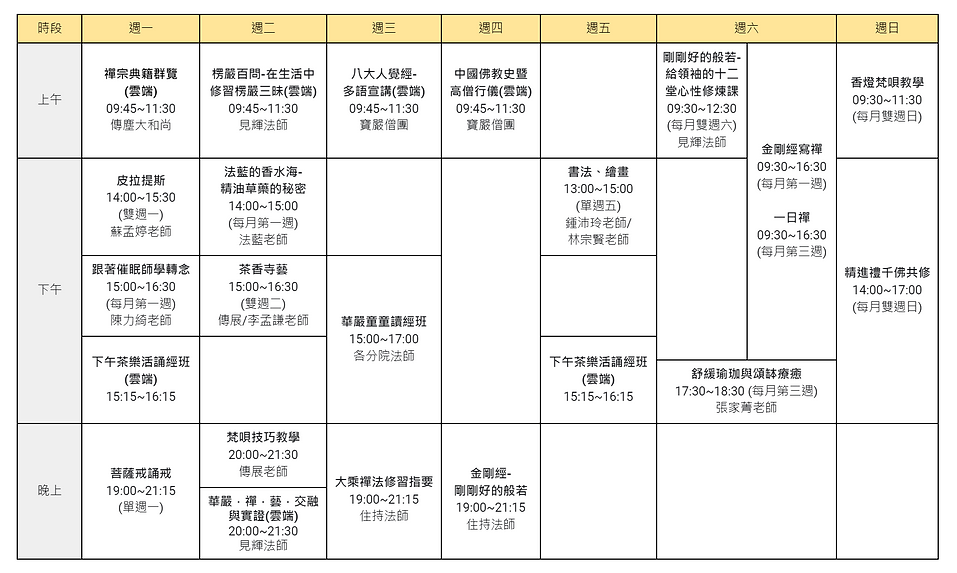 時段
週一
週二
週三
週四
週五
週六
週日
上午
禪宗典籍群覽
(雲端)
09:45~11:30
傳塵大和尚
楞嚴百問-在生活中
修習楞嚴三昧(雲端)
09:45~11:30
見輝法師
八大人覺經-
多語宣講(雲端)
09:45~11:30
寶嚴僧團
中國佛教史暨
高僧行儀(雲端)
09:45~11:30
寶嚴僧團
剛剛好的般若-
給領袖的十二
堂心性修煉課
09:30~12:30
(每月雙週六)
見輝法師
金剛經寫禪
09:30~16:30
(每月第一週)
一日禪
09:30~16:30
(每月第三週)
香燈梵唄教學
09:30~11:30
(每月雙週日)
下午
皮拉提斯
14:00~15:30
(雙週一)
蘇孟婷老師
法藍的香水海-
精油草藥的秘密
14:00~15:00
(每月第一週)
法藍老師
書法、繪畫
13:00~15:00
(單週五)
鍾沛玲老師/
林宗賢老師
跟著催眠師學轉念
15:00~16:30
(每月第一週)
陳力綺老師
茶香寺藝
15:00~16:30
(雙週二)
傳展/李孟謙老師
華嚴童童讀經班
15:00~17:00
各分院法師
精進禮千佛共修
14:00~17:00
(每月雙週日)
下午茶樂活誦經班
(雲端)
15:15~16:15
下午茶樂活誦經班
(雲端)
15:15~16:15
舒緩瑜珈與頌缽療癒
17:30~18:30 (每月第三週)
張家菁老師
晚上
菩薩戒誦戒
19:00~21:15
(單週一)
梵唄技巧教學
20:00~21:30
傳展老師
華嚴．禪．藝．交融
與實證(雲端)
20:00~21:30
見輝法師
大乘禪法修習指要
19:00~21:15
住持法師
金剛經-
剛剛好的般若
19:00~21:15
住持法師